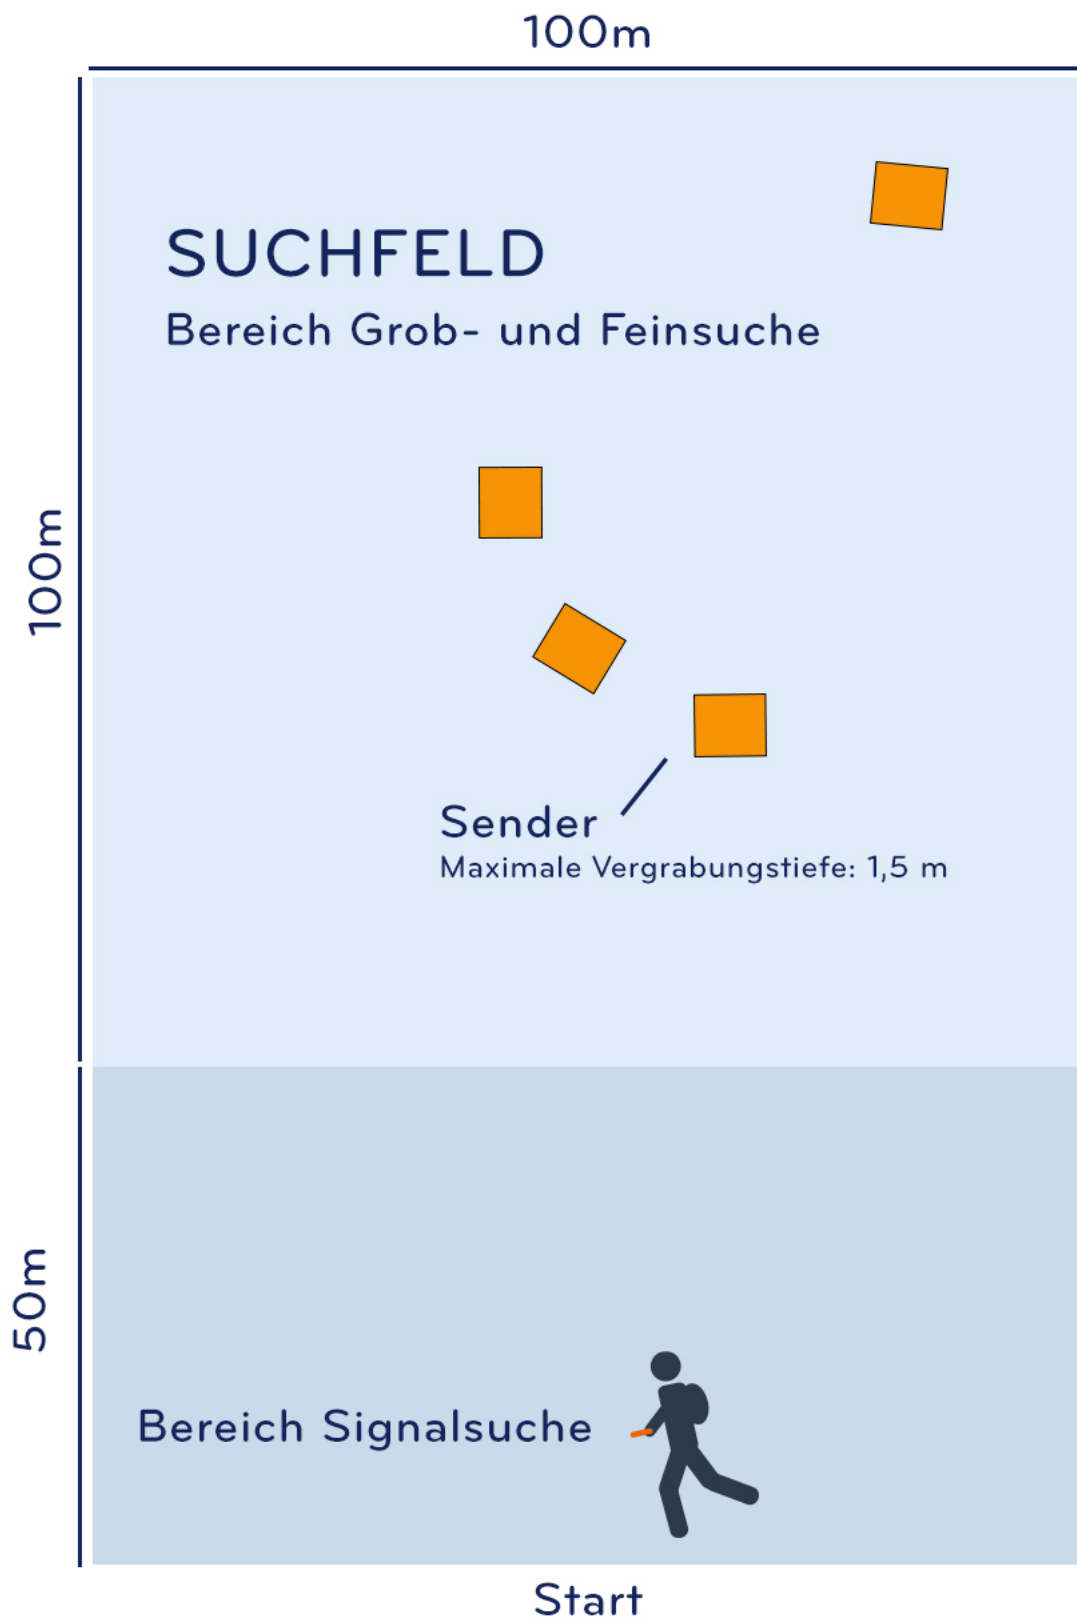 100m
SUCHFELD
Bereich Grob- und Feinsuche
100m
Sender
Maximale Vergrabungstiefe: 1,5 m
50m
Bereich Signalsuche
Start